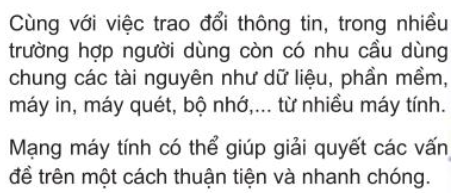 Cùng với việc trao đổi thông tin, trong nhiều
trường hợp người dùng còn có nhu cầu dùng
chung các tài nguyên như dữ liệu, phần mềm,
máy in, máy quét, bộ nhớ,... từ nhiều máy tính.
Mạng máy tính có thể giúp giải quyết các vấn
đề trên một cách thuận tiện và nhanh chóng.